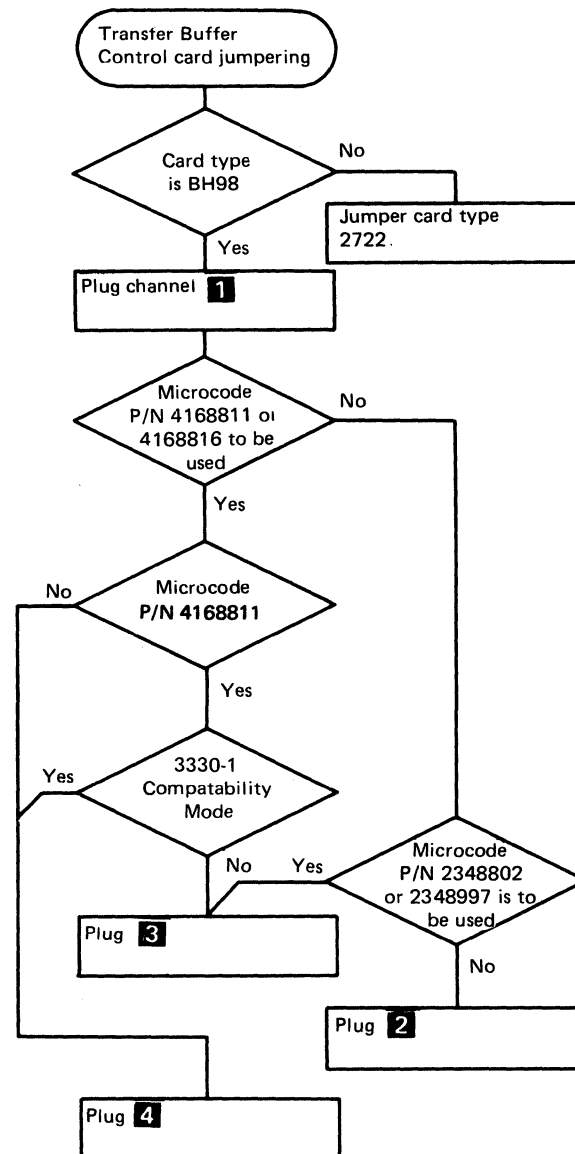 Transfer Buffer
Control card jumpering
Card type
is BH98
No
Yes
Jumper card type
2722.
Plug channel 1
Microcode
P/N 4168811 or
4168816 to be
used
No
Yes
Microcode
P/N 4168811
No
Yes
3330-1
Compatability
Mode
Yes
No
Microcode
P/N 2348802
or 2348997 is to
be used
Yes
No
Plug 3
Plug 2
Plug 4